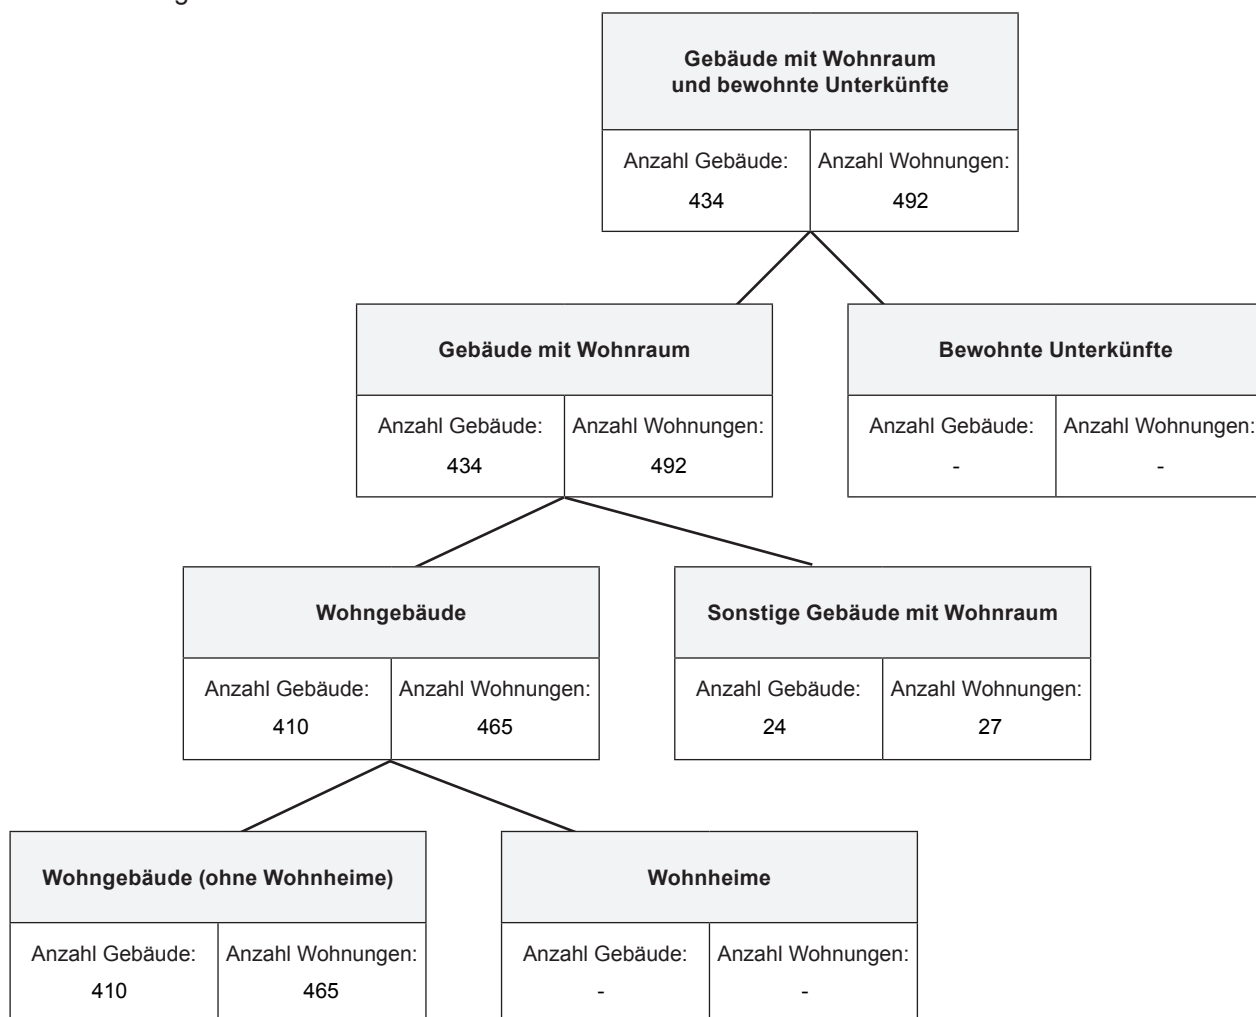 Gebäude mit Wohnraum
und bewohnte Unterkünfte
Anzahl Gebäude: Anzahl Wohnungen:
434 492
Gebäude mit Wohnraum
Anzahl Gebäude: Anzahl Wohnungen:
434 492
Bewohnte Unterkünfte
Anzahl Gebäude: Anzahl Wohnungen:
- -
Wohngebäude
Anzahl Gebäude: Anzahl Wohnungen:
410 465
Sonstige Gebäude mit Wohnraum
Anzahl Gebäude: Anzahl Wohnungen:
24 27
Wohngebäude (ohne Wohnheime)
Anzahl Gebäude: Anzahl Wohnungen:
410 465
Wohnheime
Anzahl Gebäude: Anzahl Wohnungen:
- -